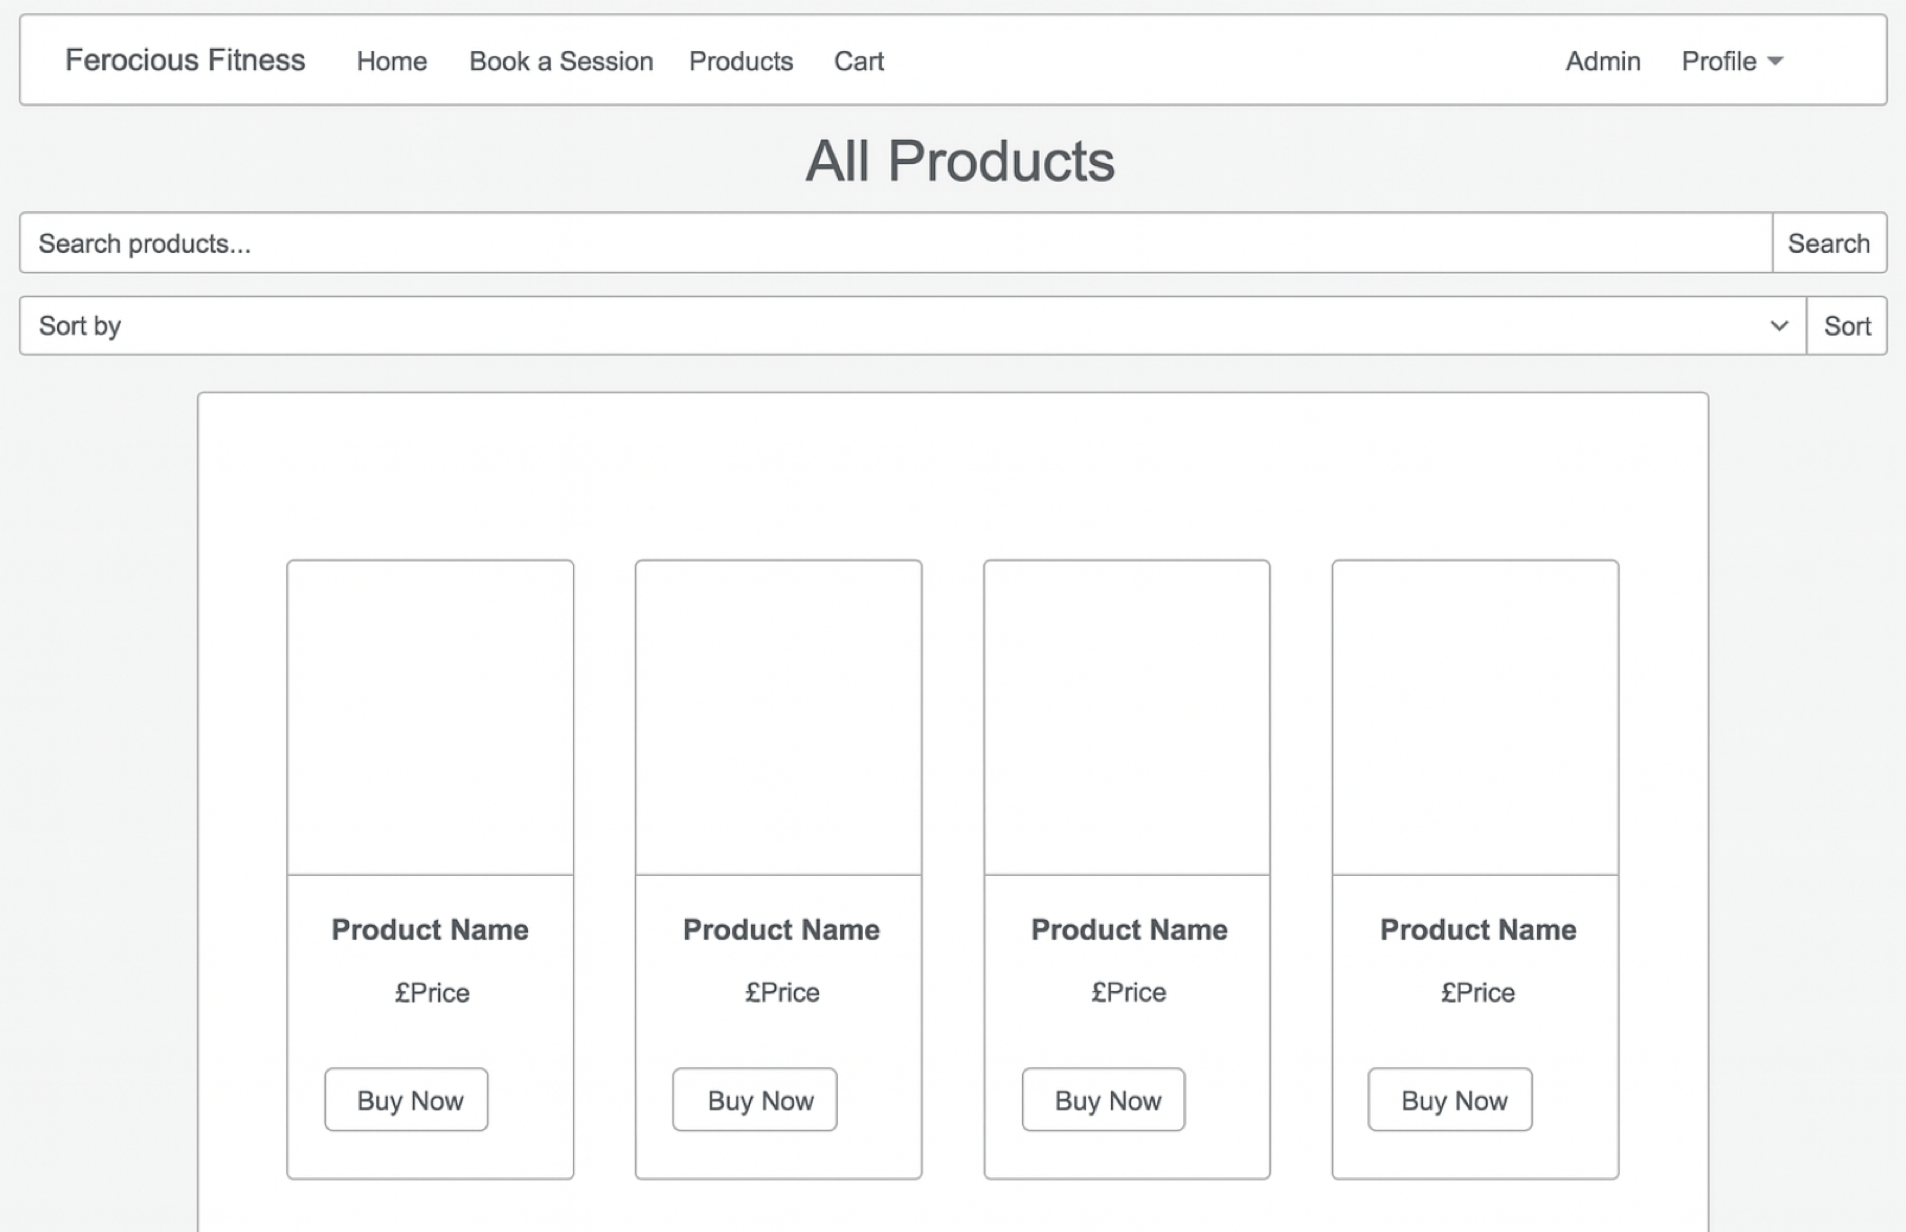 Ferocious Fitness Home Book a Session Products Cart Admin Profile
All Products
Search products... Search
Sort by Sort
Product Name Product Name Product Name Product Name
£Price £Price £Price £Price
Buy Now Buy Now Buy Now Buy Now